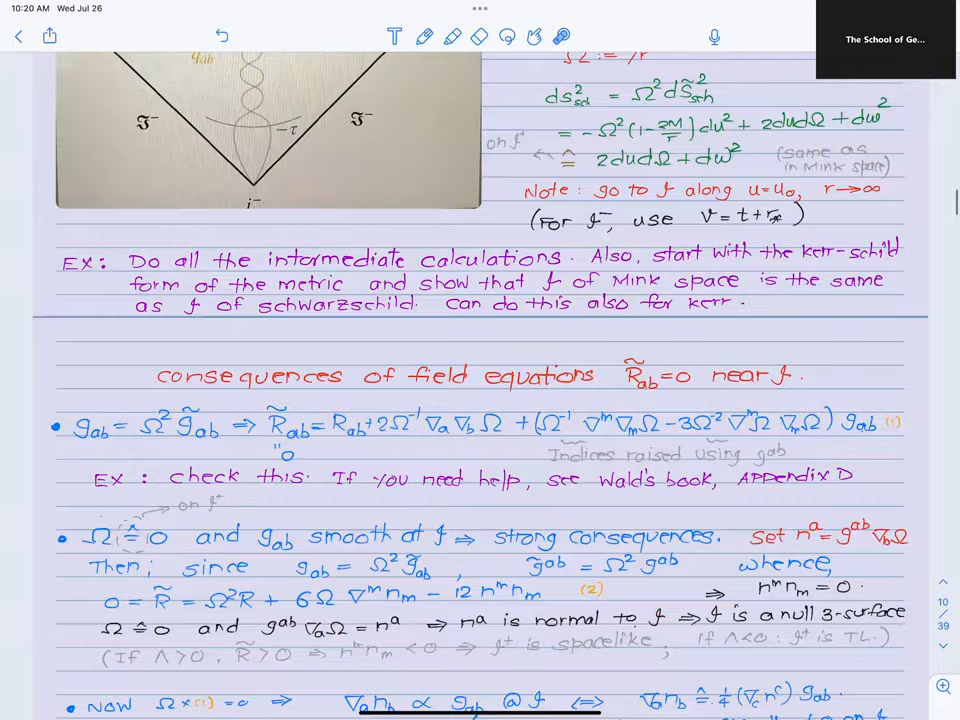 10:20 AM Wed Jul 26
The School of Ge...
q̊ab
Ω := 1/r
ds²sch = Ω² ds̃²sch
= - Ω² (1 - 2M/r) du² + 2dudΩ + dω²
on 𝓘⁺ ← ≙ 2dudΩ + dω² (same as in Mink space)
𝕴⁻ 𝕴⁻
-τ
i⁻
Note: go to 𝓘 along u=u₀, r→∞
(For 𝓘⁻, use v = t + r* )
EX: Do all the intermediate calculations. Also, start with the kerr-schild
form of the metric and show that 𝓘 of Mink space is the same
as 𝓘 of schwarzschild. can do this also for kerr.
consequences of field equations R̃ab = 0 near 𝓘.
• gab = Ω² g̃ab ⇒ R̃ab = Rab + 2Ω⁻¹ ∇a ∇b Ω + (Ω⁻¹ ∇ᵐ∇mΩ - 3Ω⁻² ∇ᵐΩ ∇mΩ) gab (1)
"0
Indices raised using gab
EX: check this. If you need help, see Wald's book, APPENDIX D
→ on 𝓘⁺
• Ω ≙ 0 and gab smooth at 𝓘 ⇒ strong consequences. Set nᵃ = gᵃᵇ ∇bΩ
Then; since gab = Ω² g̃ab, g̃ᵃᵇ = Ω² gᵃᵇ whence,
0 = R̃ = Ω²R + 6Ω ∇ᵐnm - 12 nᵐnm (2) ⇒ nᵐnm = 0.
Ω ≙ 0 and gᵃᵇ ∇aΩ = nᵃ ⇒ nᵃ is normal to 𝓘 ⇒ 𝓘 is a null 3-surface
(If Λ>0, R̃>0 ⇒ nᵐnm < 0 ⇒ 𝓘⁺ is spacelike; if Λ<0: 𝓘⁺ is TL.)
• NOW Ω × (1) = 0 ⇒ ∇anb ∝ gab @ 𝓘 ⇔ ∇anb ≙ ¼ (∇c nᶜ) gab.
10
/
39